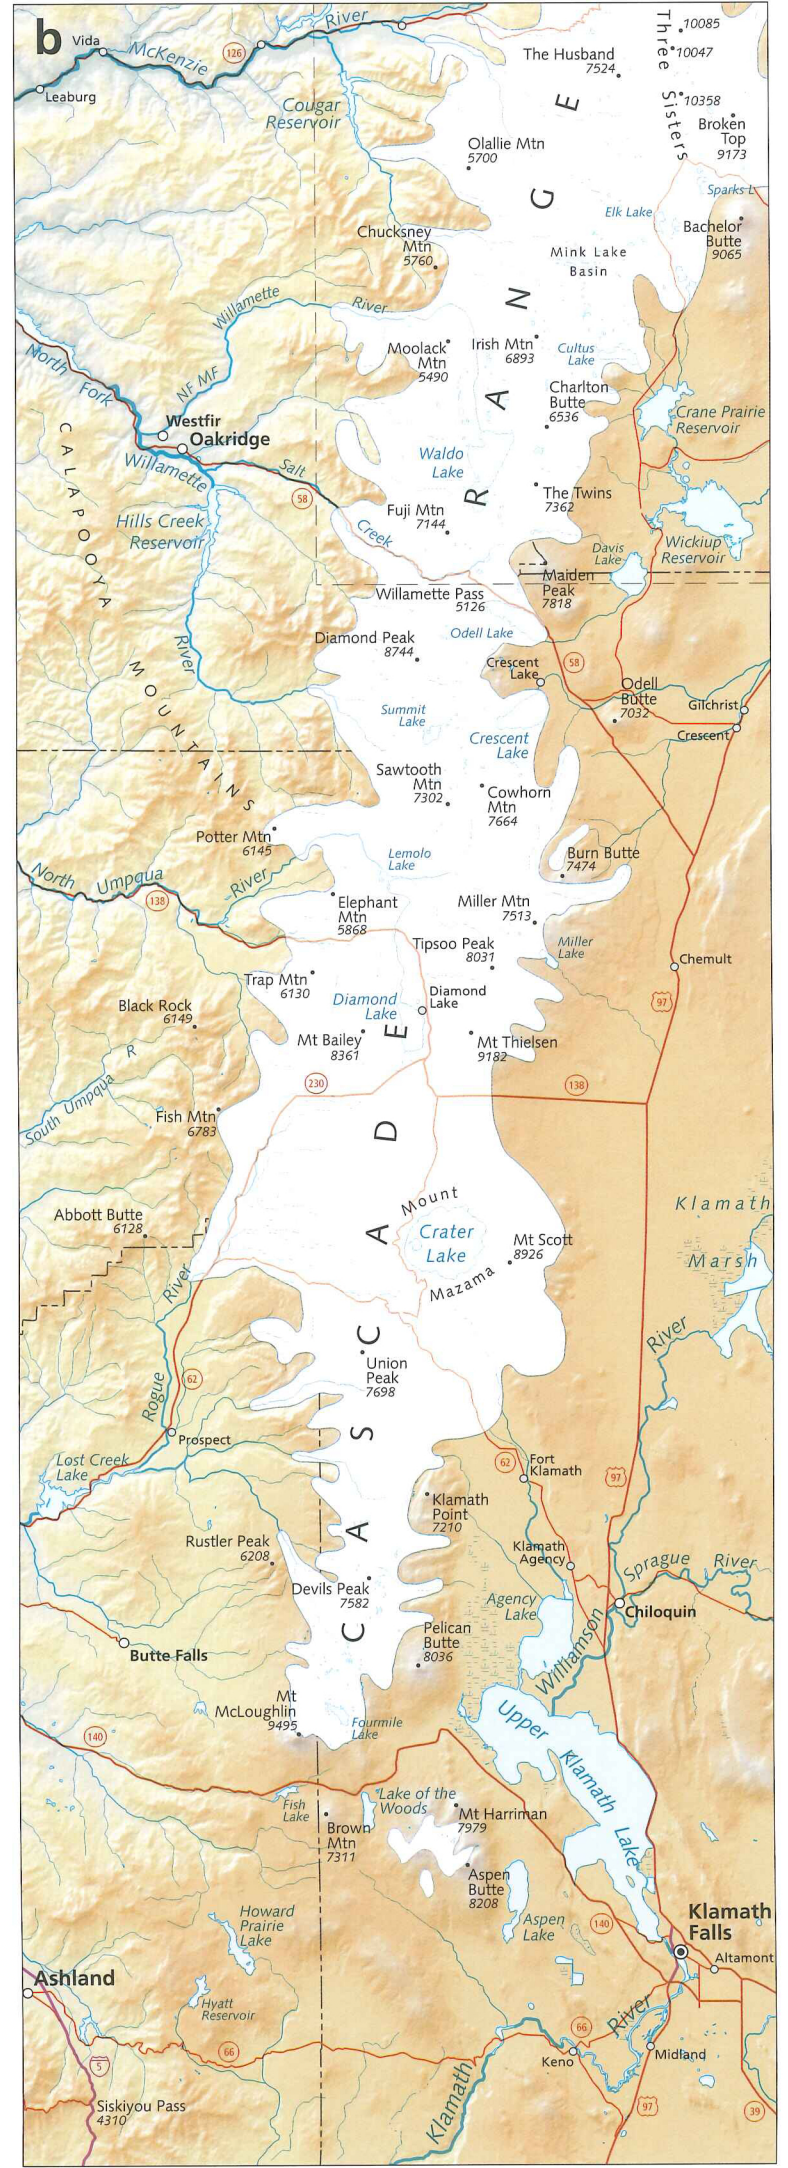 b
Vida
McKenzie
River
126
Leaburg
Cougar
Reservoir
The Husband
7524
Three Sisters
10085
10047
10358
Broken
Top
9173
Olallie Mtn
5700
Sparks L
Elk Lake
Bachelor
Butte
9065
Chucksney
Mtn
5760
Mink Lake
Basin
Willamette
River
North
Fork
NF MF
Moolack
Mtn
5490
Irish Mtn
6893
Cultus
Lake
Charlton
Butte
6536
Crane Prairie
Reservoir
Westfir
Oakridge
Willamette
Salt
58
Creek
Waldo
Lake
CALAPOOYA
MOUNTAINS
Hills Creek
Reservoir
Fuji Mtn
7144
The Twins
7362
Davis
Lake
Wickiup
Reservoir
Maiden
Peak
7818
Willamette Pass
5126
River
Diamond Peak
8744
Odell Lake
Crescent
Lake
58
Odell
Butte
7032
Gilchrist
Crescent
Summit
Lake
Crescent
Lake
Sawtooth
Mtn
7302
Cowhorn
Mtn
7664
Potter Mtn
6145
Lemolo
Lake
Burn Butte
7474
North
Umpqua
River
138
Elephant
Mtn
5868
Miller Mtn
7513
Tipsoo Peak
8031
Miller
Lake
Chemult
Trap Mtn
6130
Diamond
Lake
Diamond
Lake
97
Black Rock
6149
Mt Bailey
8361
Mt Thielsen
9182
South Umpqua R
230
138
Fish Mtn
6783
Abbott Butte
6128
Mount
Mazama
Crater
Lake
Mt Scott
8926
Klamath
Marsh
River
Rogue
River
CASCADE RANGE
Union
Peak
7698
62
Prospect
Lost Creek
Lake
62
Fort
Klamath
97
Klamath
Point
7210
Rustler Peak
6208
Klamath
Agency
Sprague
River
Devils Peak
7582
Agency
Lake
Chiloquin
Williamson
Butte Falls
Pelican
Butte
8036
Mt
McLoughlin
9495
Fourmile
Lake
Upper
Klamath
Lake
140
Fish
Lake
Lake of the
Woods
Brown
Mtn
7311
Mt Harriman
7979
Aspen
Butte
8208
Howard
Prairie
Lake
Aspen
Lake
140
Klamath
Falls
Altamont
Ashland
Hyatt
Reservoir
River
66
66
5
Keno
Midland
Siskiyou Pass
4310
Klamath
97
39